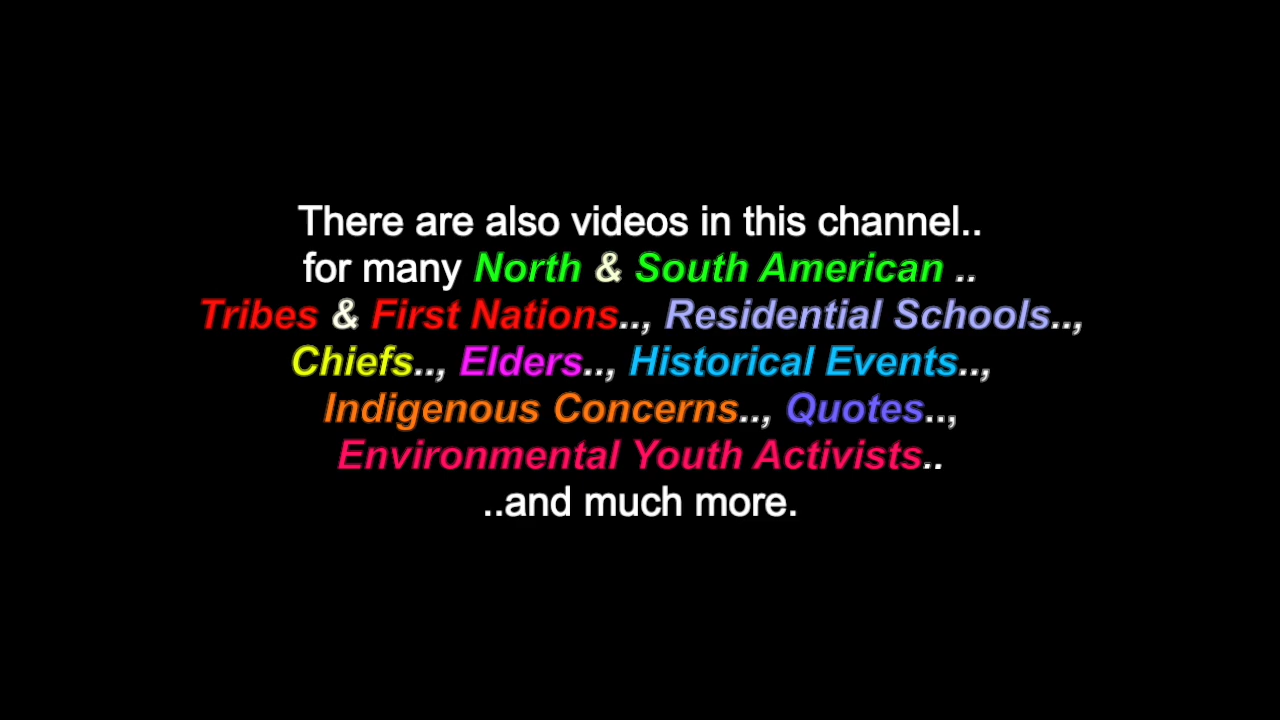 There are also videos in this channel..
for many North & South American ..
Tribes & First Nations.., Residential Schools..,
Chiefs.., Elders.., Historical Events..,
Indigenous Concerns.., Quotes..,
Environmental Youth Activists..
..and much more.